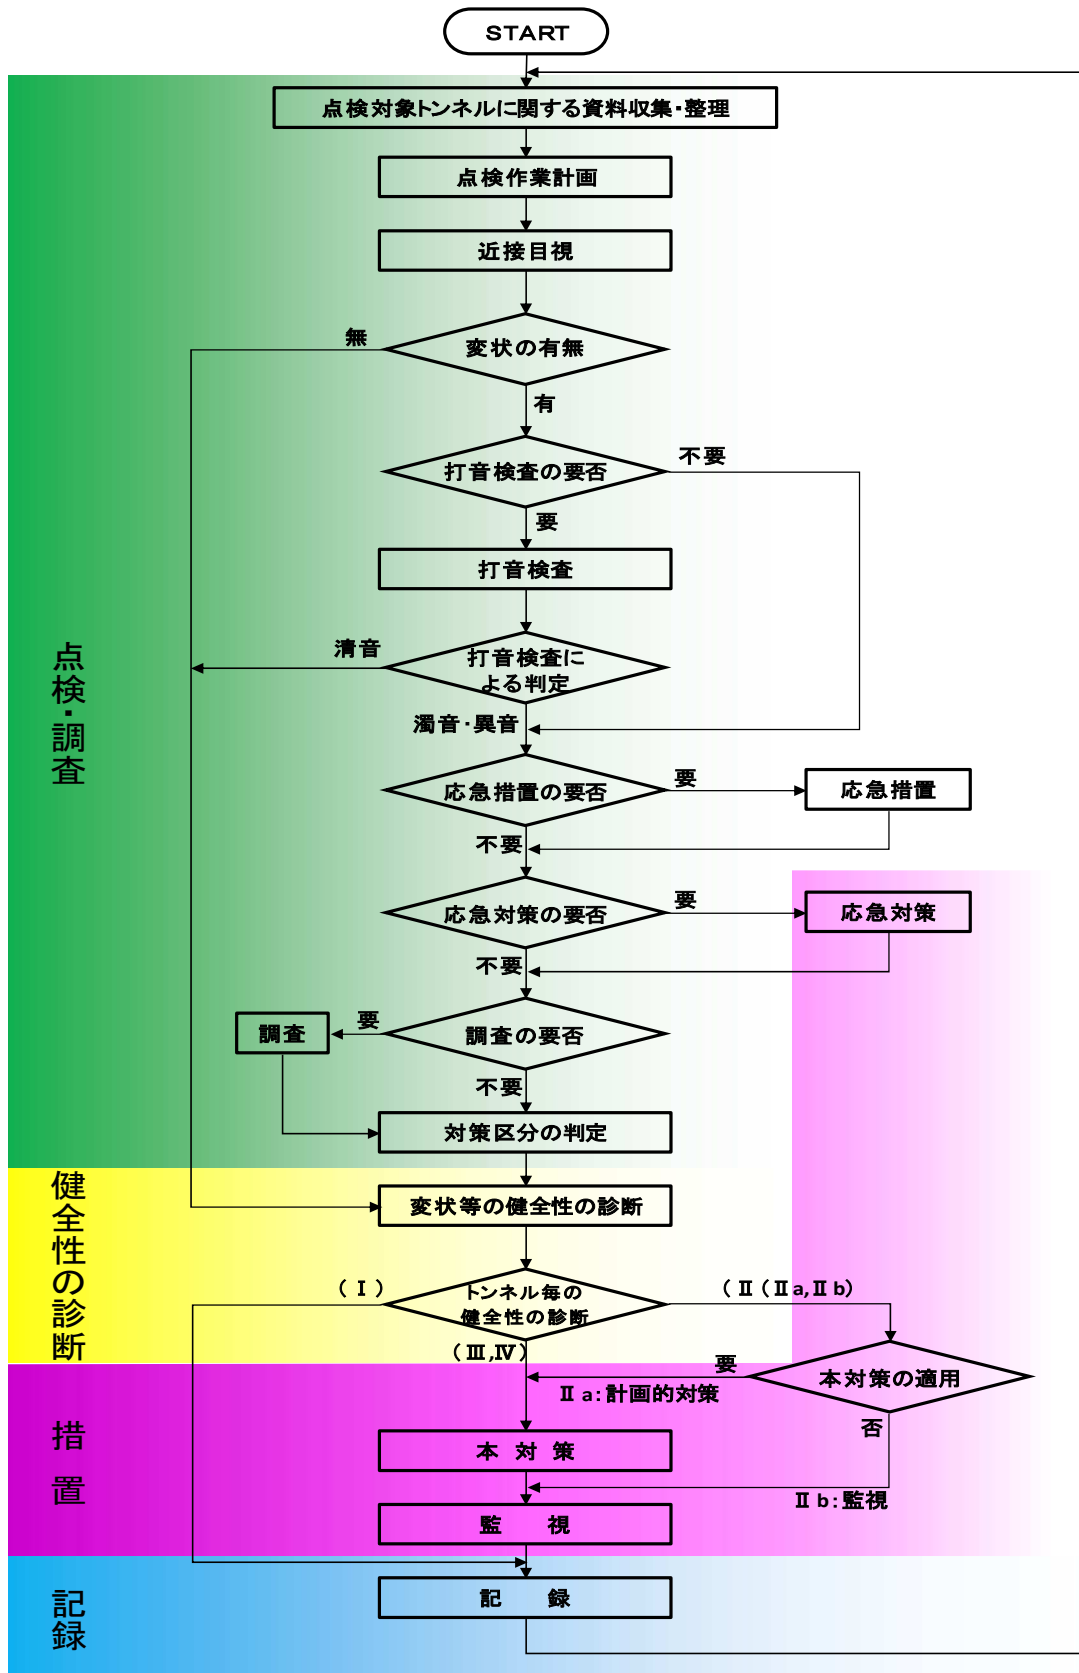 START
点検対象トンネルに関する資料収集・整理
点検作業計画
近接目視
無
変状の有無
有
打音検査の要否
不要
要
打音検査
清音
打音検査に
よる判定
点検・調査
濁音・異音
応急措置の要否
要
応急措置
不要
応急対策の要否
要
応急対策
不要
調査
要
調査の要否
不要
対策区分の判定
健全性の診断
変状等の健全性の診断
(Ⅰ)
トンネル毎の
健全性の診断
(Ⅱ(Ⅱa,Ⅱb)
(Ⅲ,Ⅳ)
要
本対策の適用
Ⅱa:計画的対策
否
措置
本対策
Ⅱb:監視
監視
記録
記録